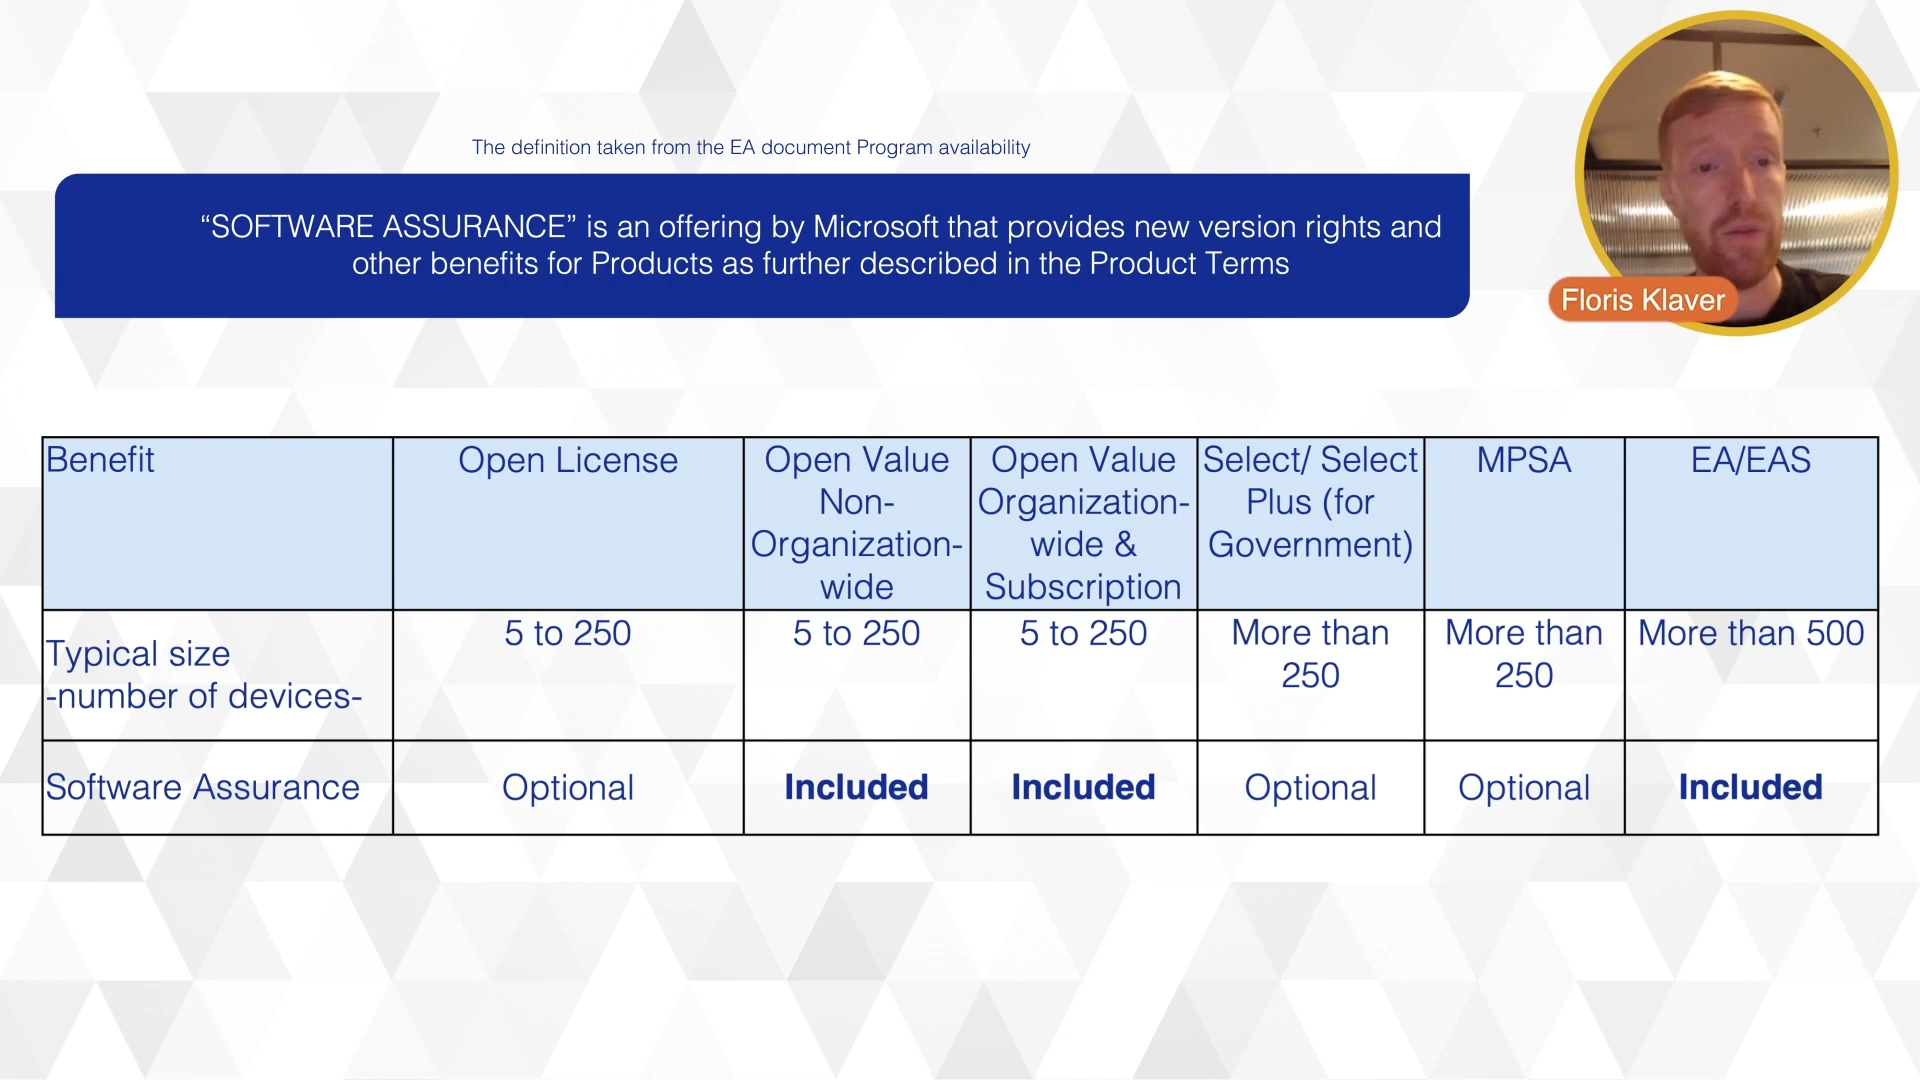 The definition taken from the EA document Program availability
“SOFTWARE ASSURANCE” is an offering by Microsoft that provides new version rights and
other benefits for Products as further described in the Product Terms
Floris Klaver
Benefit
Open License
Open Value
Non-
Organization-
wide
Open Value
Organization-
wide &
Subscription
Select/ Select
Plus (for
Government)
MPSA
EA/EAS
Typical size
-number of devices-
5 to 250
5 to 250
5 to 250
More than
250
More than
250
More than 500
Software Assurance
Optional
Included
Included
Optional
Optional
Included